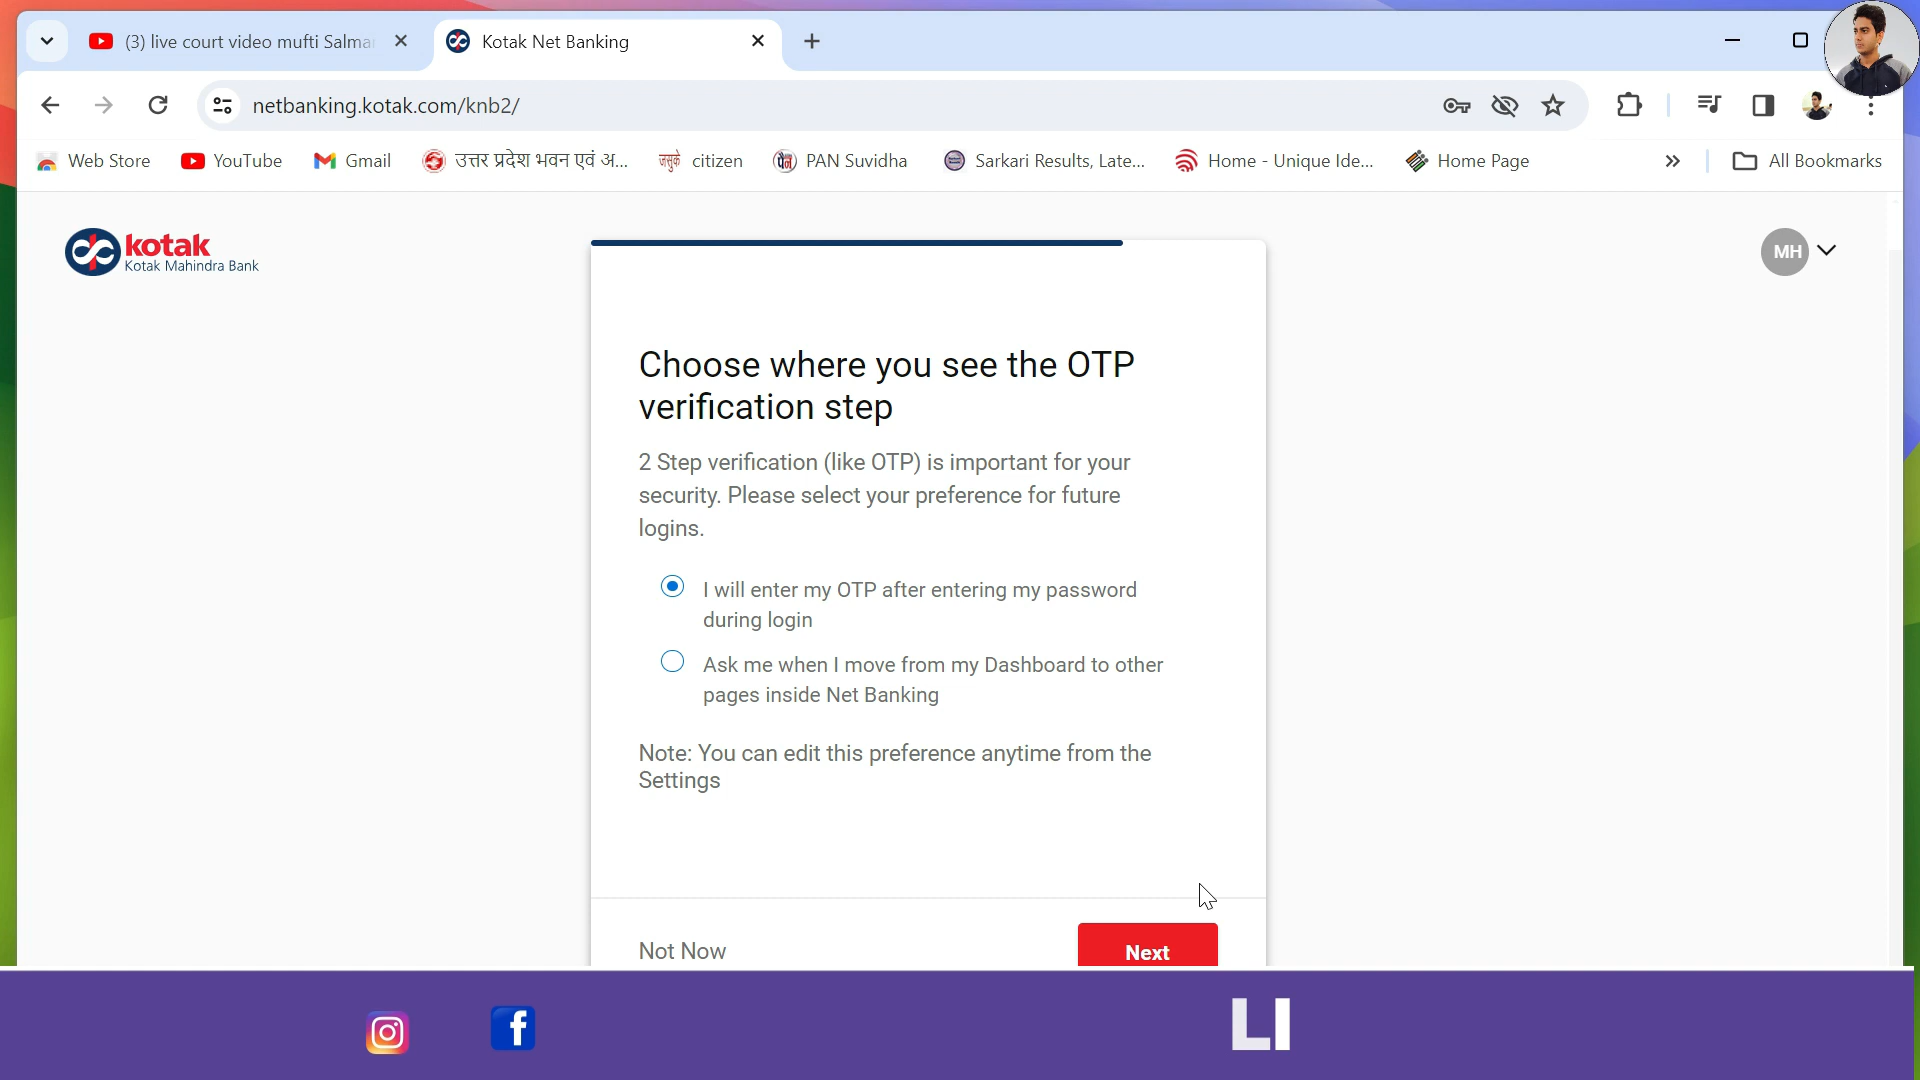 (3) live court video mufti Salma
Kotak Net Banking
netbanking.kotak.com/knb2/
Web Store
YouTube
Gmail
उत्तर प्रदेश भवन एवं अ...
citizen
PAN Suvidha
Sarkari Results, Late...
Home - Unique Ide...
Home Page
All Bookmarks
kotak
Kotak Mahindra Bank
MH
Choose where you see the OTP
verification step
2 Step verification (like OTP) is important for your
security. Please select your preference for future
logins.
I will enter my OTP after entering my password
during login
Ask me when I move from my Dashboard to other
pages inside Net Banking
Note: You can edit this preference anytime from the
Settings
Not Now
Next
LI